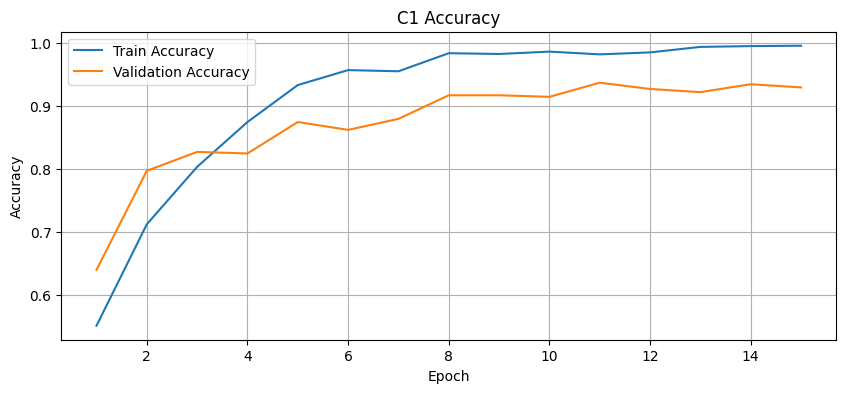 C1 Accuracy
Train Accuracy
Validation Accuracy
1.0
0.9
0.8
0.7
0.6
Accuracy
2 4 6 8 10 12 14
Epoch